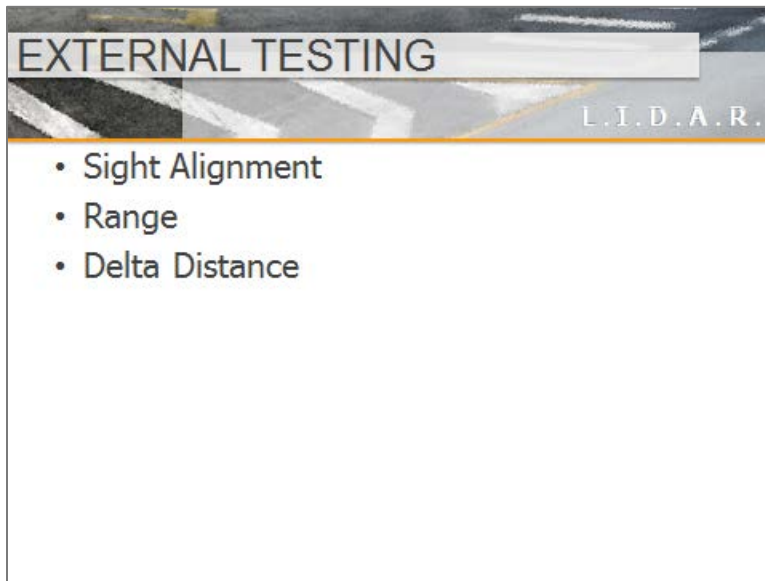 EXTERNAL TESTING
L.I.D.A.R.
• Sight Alignment
• Range
• Delta Distance